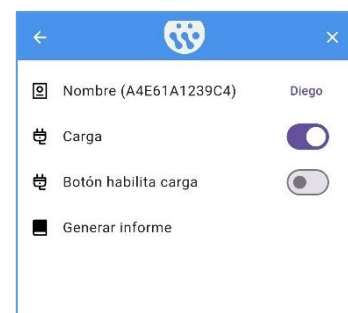 Nombre (A4E61A1239C4) Diego
Carga
Botón habilita carga
Generar informe